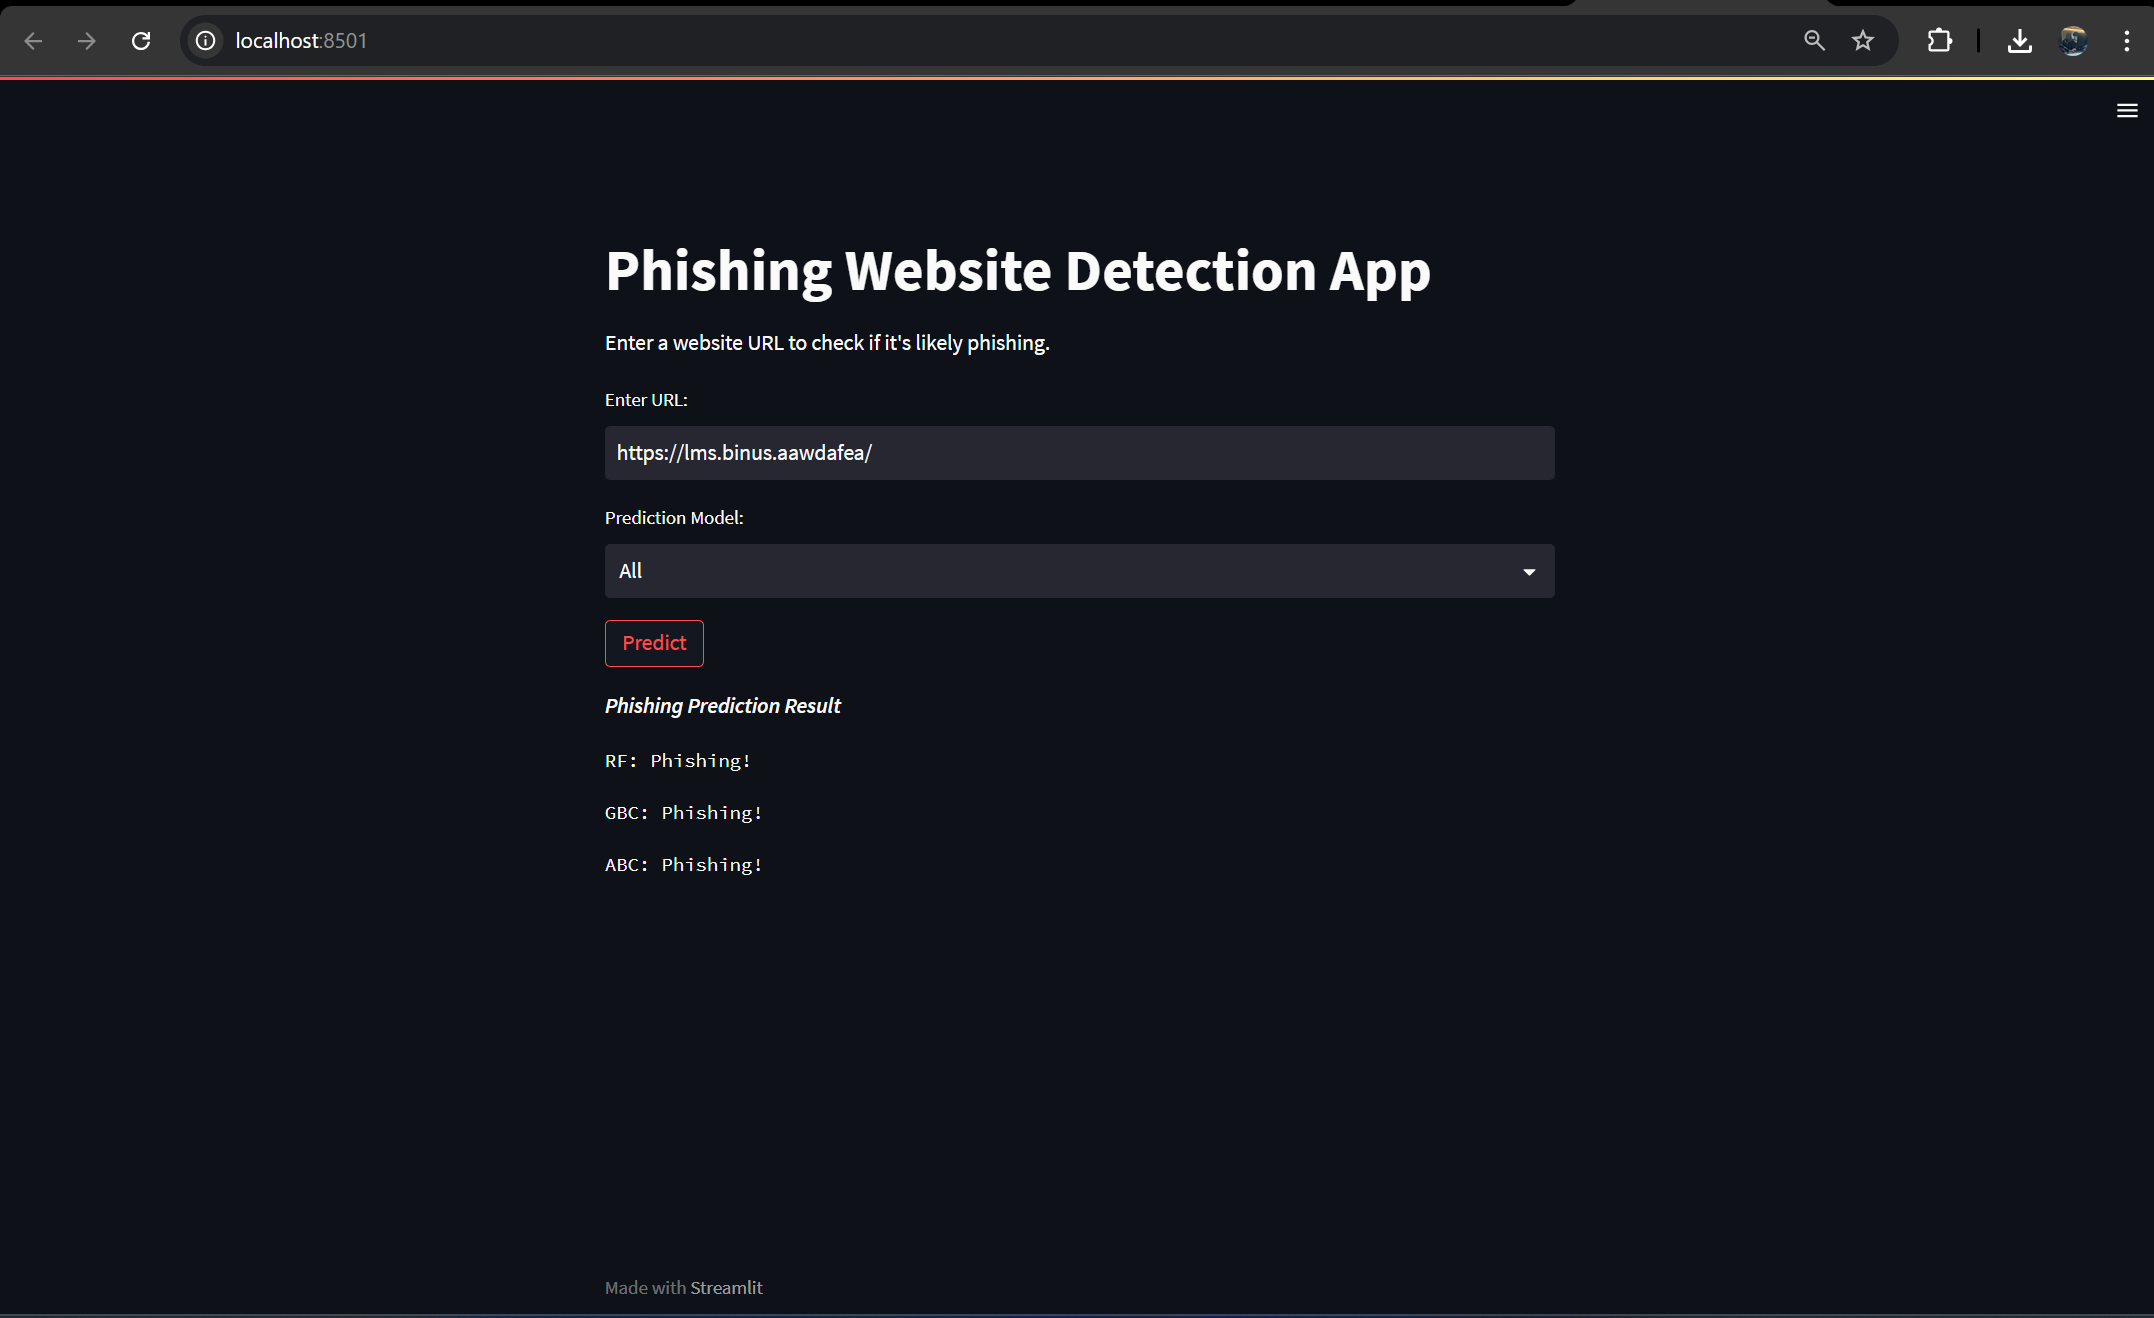 localhost:8501
Phishing Website Detection App
Enter a website URL to check if it's likely phishing.
Enter URL:
https://lms.binus.aawdafea/
Prediction Model:
All
Predict
Phishing Prediction Result
RF: Phishing!
GBC: Phishing!
ABC: Phishing!
Made with Streamlit